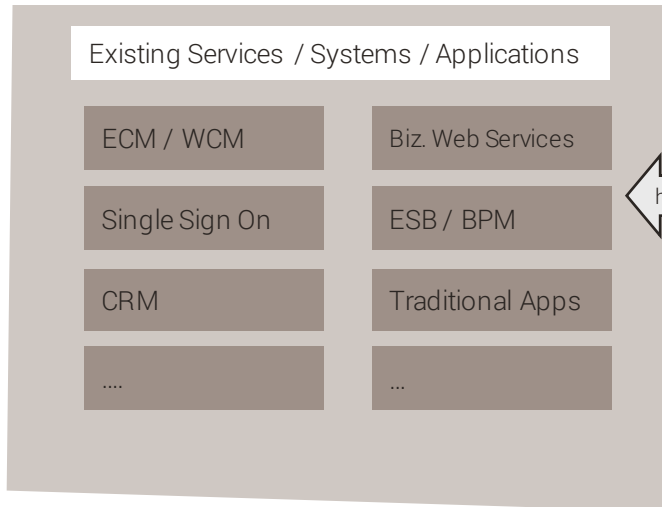 Existing Services / Systems / Applications
ECM / WCM
Biz. Web Services
Single Sign On
ESB / BPM
CRM
Traditional Apps
....
...